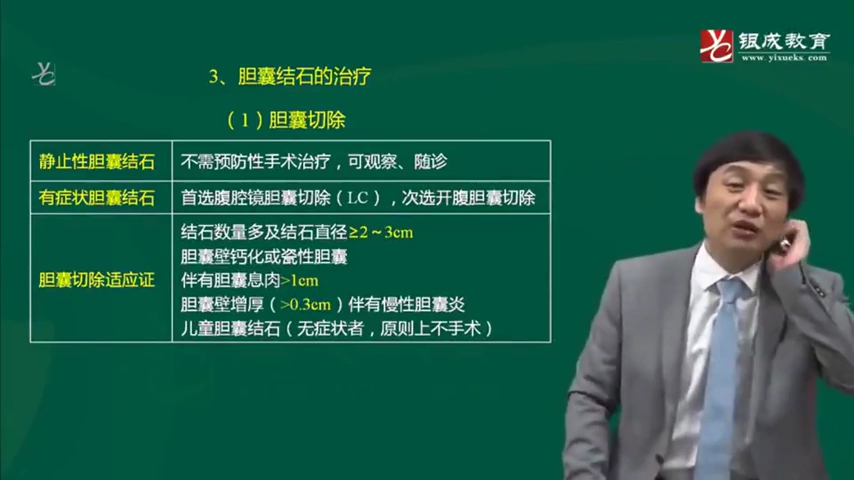 YC
YC 银成教育
www.yixueks.com
3、胆囊结石的治疗
（1）胆囊切除
静止性胆囊结石 不需预防性手术治疗，可观察、随诊
有症状胆囊结石 首选腹腔镜胆囊切除（LC），次选开腹胆囊切除
胆囊切除适应证
结石数量多及结石直径≥2～3cm
胆囊壁钙化或瓷性胆囊
伴有胆囊息肉>1cm
胆囊壁增厚（>0.3cm）伴有慢性胆囊炎
儿童胆囊结石（无症状者，原则上不手术）